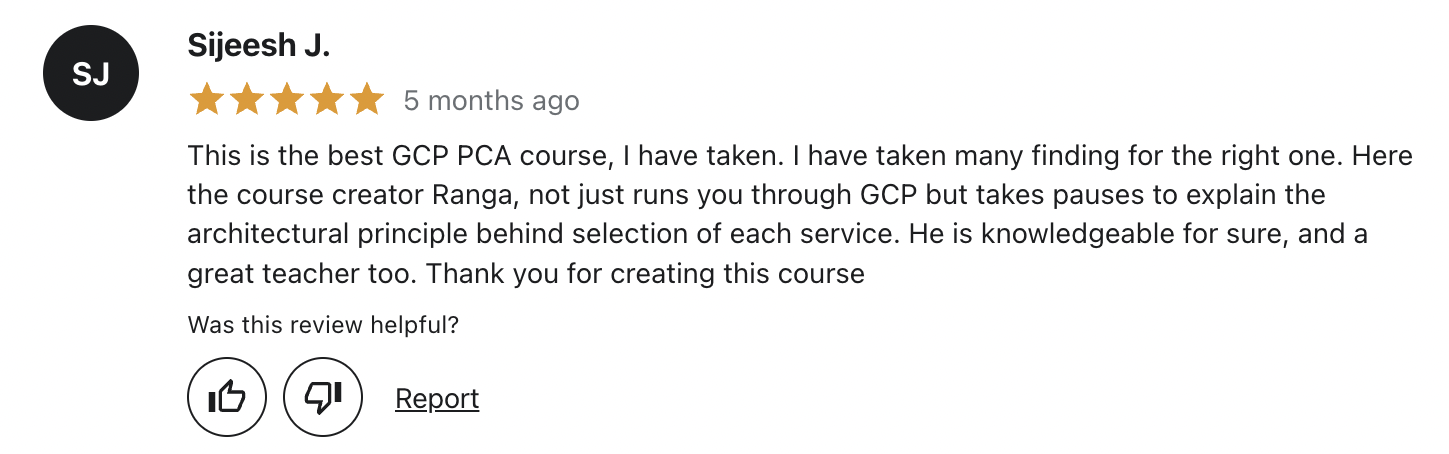 SJ
Sijeesh J.
5 months ago
This is the best GCP PCA course, I have taken. I have taken many finding for the right one. Here
the course creator Ranga, not just runs you through GCP but takes pauses to explain the
architectural principle behind selection of each service. He is knowledgeable for sure, and a
great teacher too. Thank you for creating this course
Was this review helpful?
Report